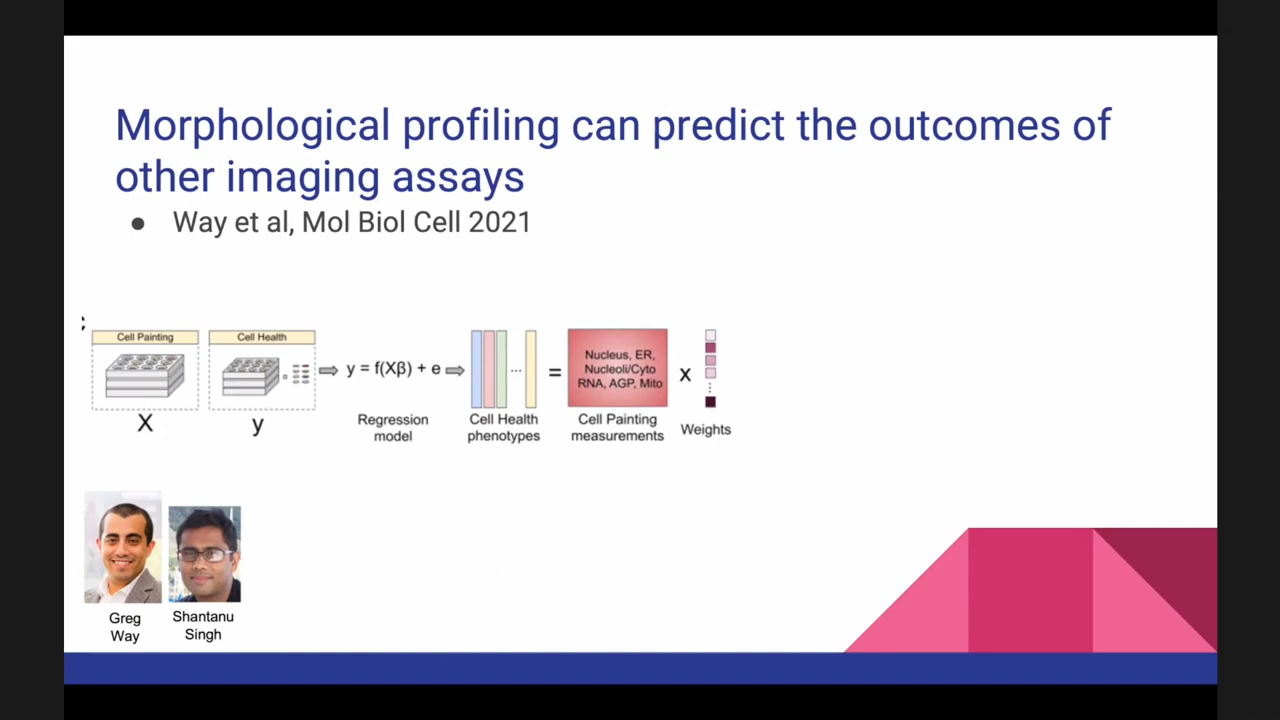 Morphological profiling can predict the outcomes of
other imaging assays
● Way et al, Mol Biol Cell 2021
Cell Painting
X
Cell Health
y
y = f(Xβ) + e
Regression
model
Cell Health
phenotypes
=
Nucleus, ER,
Nucleoli/Cyto
RNA, AGP, Mito
Cell Painting
measurements
x
Weights
Greg
Way
Shantanu
Singh